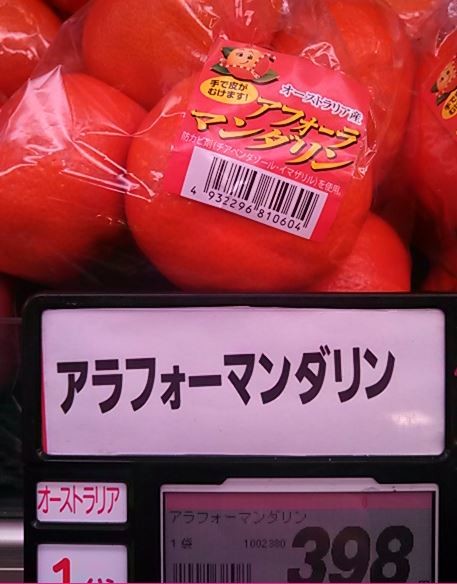 手で皮が
むけます!
オーストラリア産
アフォーラ
マンダリン
防カビ剤(チアベンダゾール・イマザリル)を使用。
4 932296 810604
アラフォーマンダリン
オーストラリア
アラフォーマンダリン
1袋 1002380
398
1